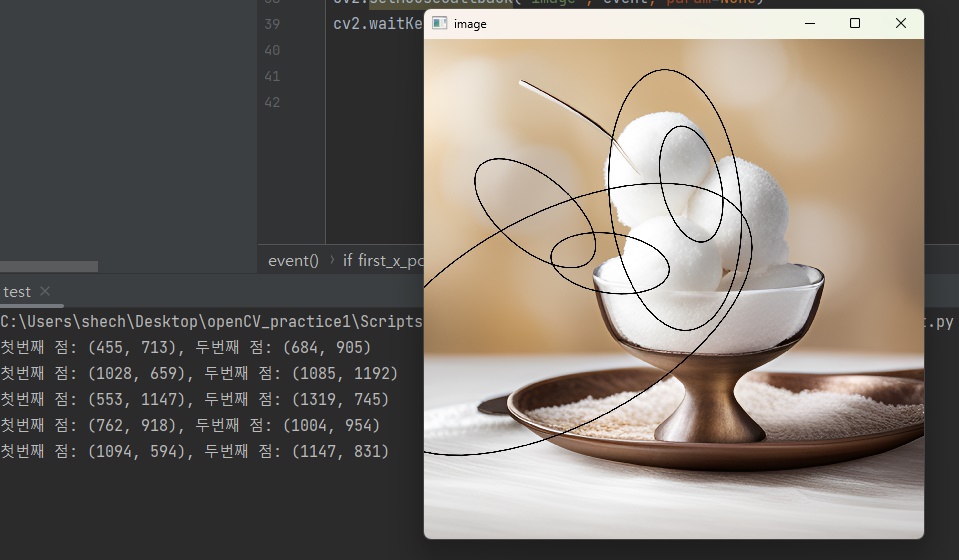 38
cv2.setMouseCallback("image", event, param=None)
39
cv2.waitKe
40
41
42
image
event() › if first_x_po
test ×
C:\Users\shech\Desktop\openCV_practice1\Scripts
t.py
첫번째 점: (455, 713), 두번째 점: (684, 905)
첫번째 점: (1028, 659), 두번째 점: (1085, 1192)
첫번째 점: (553, 1147), 두번째 점: (1319, 745)
첫번째 점: (762, 918), 두번째 점: (1004, 954)
첫번째 점: (1094, 594), 두번째 점: (1147, 831)